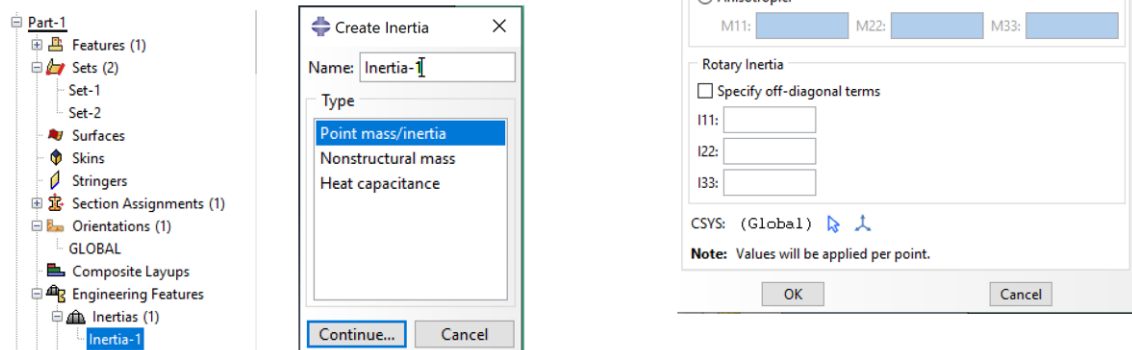 Part-1
Features (1)
Sets (2)
Set-1
Set-2
Surfaces
Skins
Stringers
Section Assignments (1)
Orientations (1)
GLOBAL
Composite Layups
Engineering Features
Inertias (1)
Inertia-1
Create Inertia
Name: Inertia-1
Type
Point mass/inertia
Nonstructural mass
Heat capacitance
Continue... Cancel
M11: M22: M33:
Rotary Inertia
Specify off-diagonal terms
I11:
I22:
I33:
CSYS: (Global)
Note: Values will be applied per point.
OK Cancel